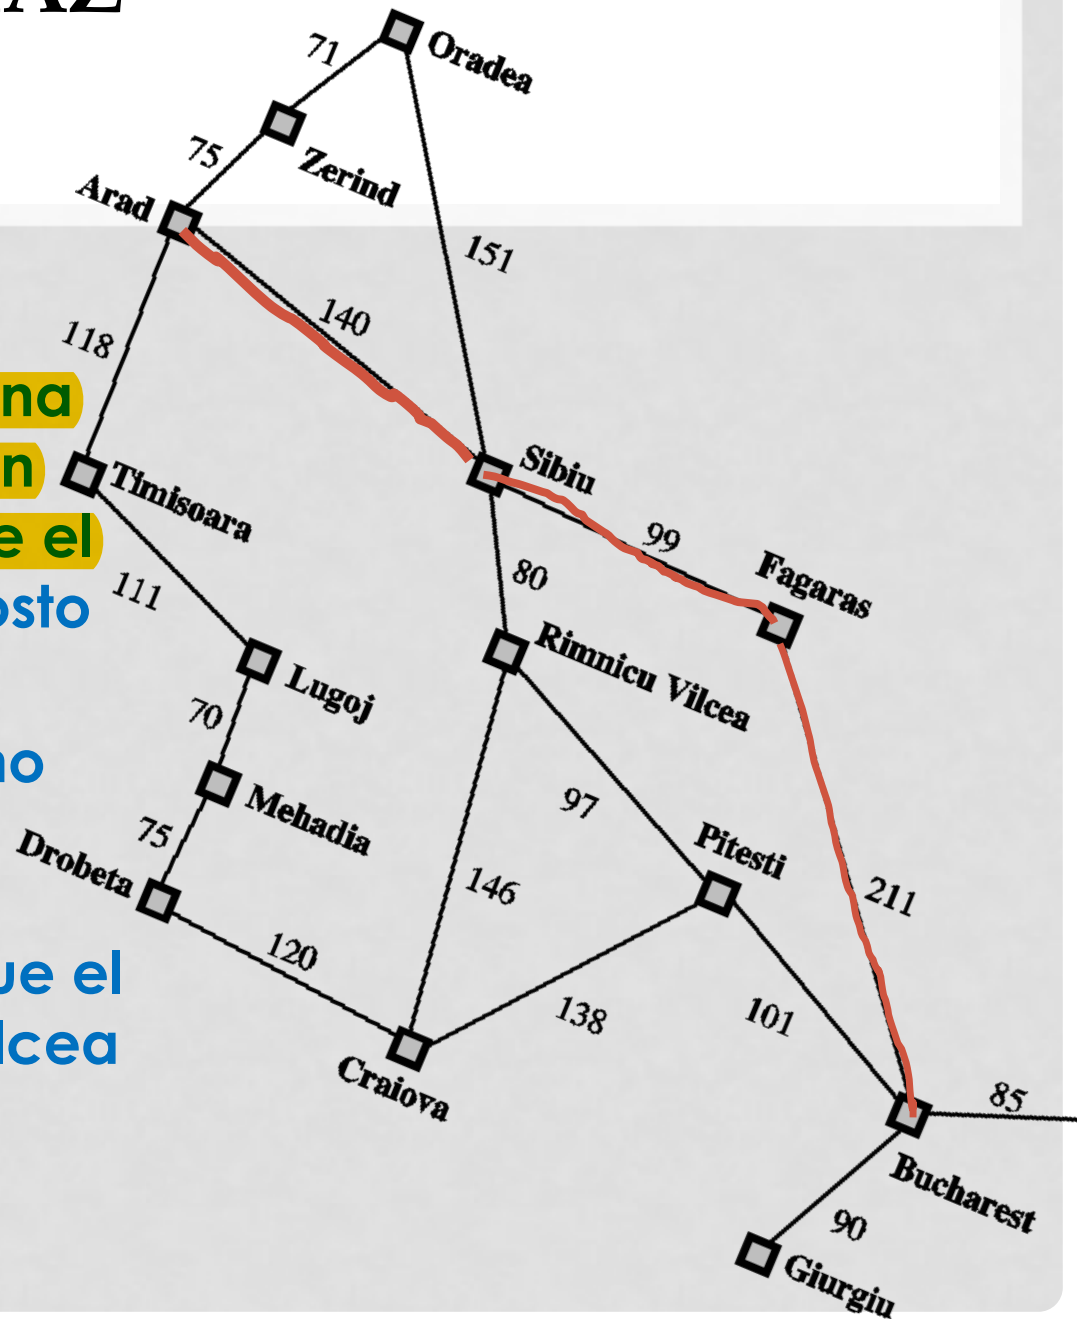 AZ
Oradea
71
Zerind
75
Arad
151
140
118
na
n
Sibiu
Timisoara
e el
99
Fagaras
80
111
osto
Rimnicu Vilcea
Lugoj
70
no
Mehadia
97
75
Pitesti
Drobeta
146
211
120
ue el
138
101
lcea
Craiova
85
Bucharest
90
Giurgiu